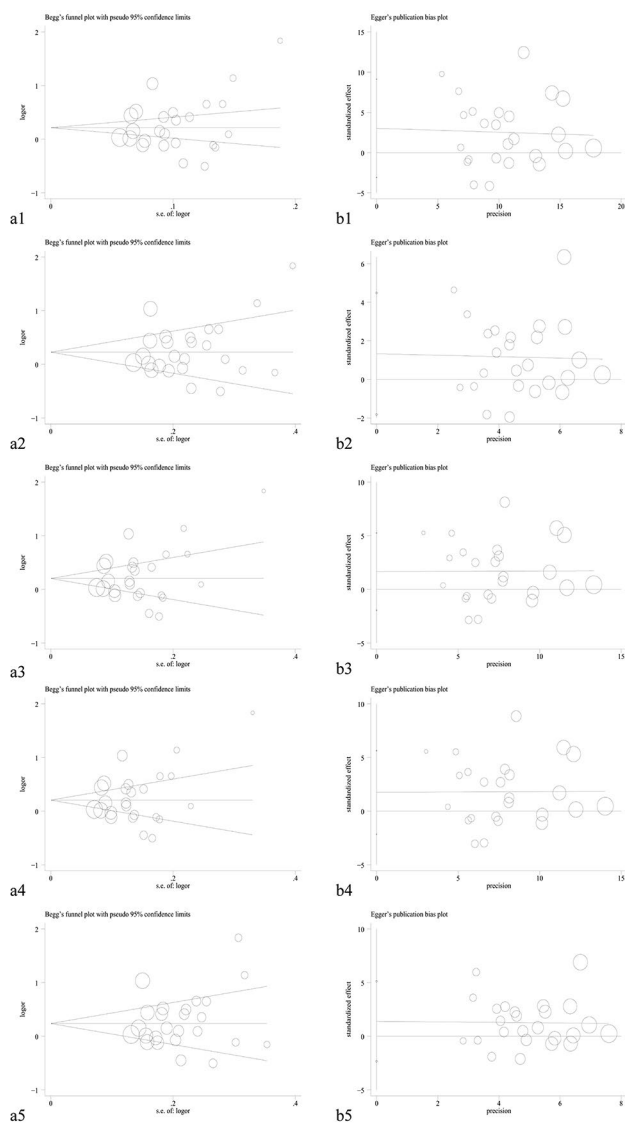 Begg's funnel plot with pseudo 95% confidence limits
Egger's publication bias plot
logor
2
1
0
-1
0
.1
.2
s.e. of: logor
a1
standardized effect
15
10
5
0
-5
0
5
10
15
20
precision
b1
Begg's funnel plot with pseudo 95% confidence limits
Egger's publication bias plot
logor
2
1
0
-1
0
.2
.4
s.e. of: logor
a2
standardized effect
6
4
2
0
-2
0
2
4
6
8
precision
b2
Begg's funnel plot with pseudo 95% confidence limits
Egger's publication bias plot
logor
2
1
0
-1
0
.2
.4
s.e. of: logor
a3
standardized effect
10
5
0
-5
0
5
10
15
precision
b3
Begg's funnel plot with pseudo 95% confidence limits
Egger's publication bias plot
logor
2
1
0
-1
0
.2
.4
s.e. of: logor
a4
standardized effect
10
5
0
-5
0
5
10
15
precision
b4
Begg's funnel plot with pseudo 95% confidence limits
Egger's publication bias plot
logor
2
1
0
-1
0
.2
.4
s.e. of: logor
a5
standardized effect
10
5
0
-5
0
2
4
6
8
precision
b5